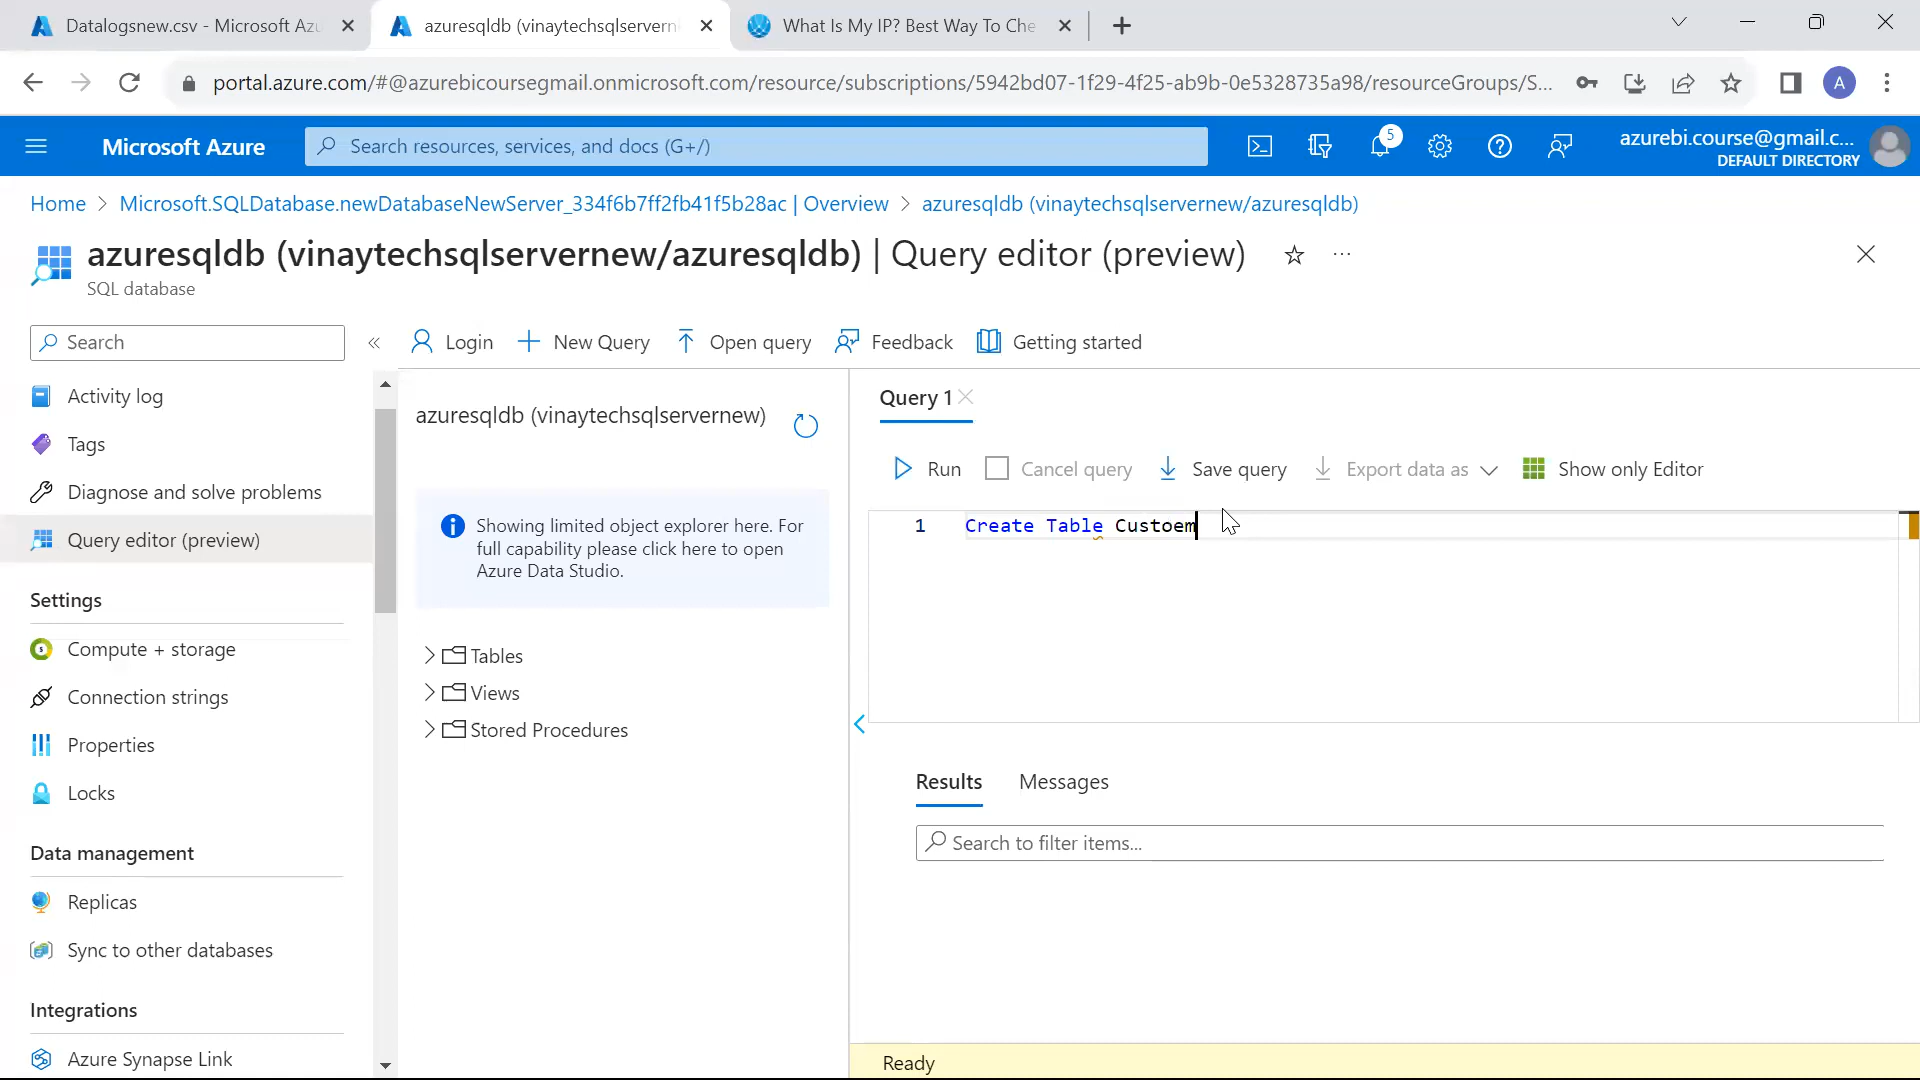 Datalogsnew.csv - Microsoft Azu
azuresqldb (vinaytechsqlservern
What Is My IP? Best Way To Che
portal.azure.com/#@azurebicoursegmail.onmicrosoft.com/resource/subscriptions/5942bd07-1f29-4f25-ab9b-0e5328735a98/resourceGroups/S...
A
Microsoft Azure
Search resources, services, and docs (G+/)
5
azurebi.course@gmail.c...
DEFAULT DIRECTORY
Home > Microsoft.SQLDatabase.newDatabaseNewServer_334f6b7ff2fb41f5b28ac | Overview > azuresqldb (vinaytechsqlservernew/azuresqldb)
azuresqldb (vinaytechsqlservernew/azuresqldb) | Query editor (preview)
SQL database
Search
Login
New Query
Open query
Feedback
Getting started
Activity log
Tags
Diagnose and solve problems
Query editor (preview)
Settings
Compute + storage
Connection strings
Properties
Locks
Data management
Replicas
Sync to other databases
Integrations
Azure Synapse Link
azuresqldb (vinaytechsqlservernew)
Showing limited object explorer here. For
full capability please click here to open
Azure Data Studio.
Tables
Views
Stored Procedures
Query 1
Run
Cancel query
Save query
Export data as
Show only Editor
1 Create Table Custoem
Results
Messages
Search to filter items...
Ready